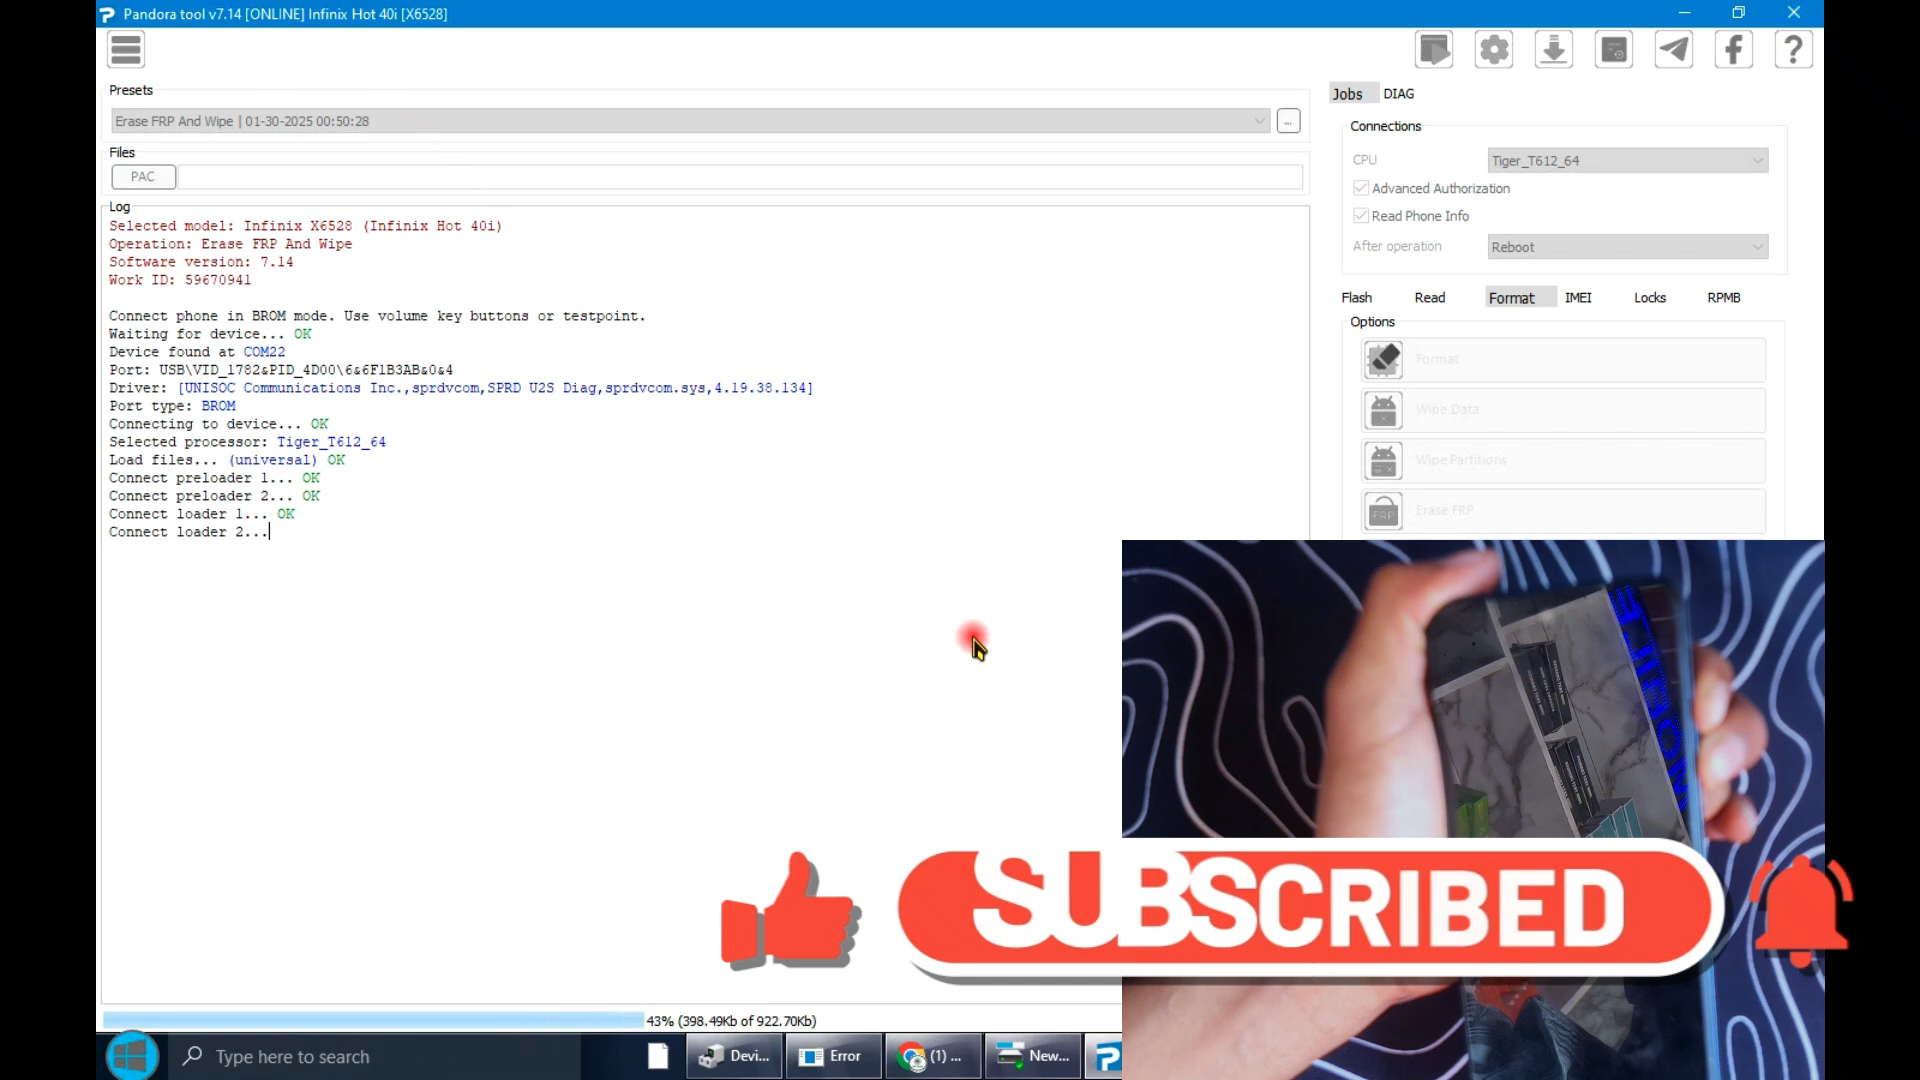 Pandora tool v7.14 [ONLINE] Infinix Hot 40i [X6528]
Presets
Erase FRP And Wipe | 01-30-2025 00:50:28
...
Files
PAC
Log
Selected model: Infinix X6528 (Infinix Hot 40i)
Operation: Erase FRP And Wipe
Software version: 7.14
Work ID: 59670941
Connect phone in BROM mode. Use volume key buttons or testpoint.
Waiting for device... OK
Device found at COM22
Port: USB\VID_1782&PID_4D00\6&6F1B3AB&0&4
Driver: [UNISOC Communications Inc.,sprdvcom,SPRD U2S Diag,sprdvcom.sys,4.19.38.134]
Port type: BROM
Connecting to device... OK
Selected processor: Tiger_T612_64
Load files... (universal) OK
Connect preloader 1... OK
Connect preloader 2... OK
Connect loader 1... OK
Connect loader 2...
Jobs DIAG
Connections
CPU Tiger_T612_64
Advanced Authorization
Read Phone Info
After operation Reboot
Flash Read Format IMEI Locks RPMB
Options
Format
Wipe Data
Wipe Partitions
FRP Erase FRP
SUBSCRIBED
43% (398.49Kb of 922.70Kb)
Type here to search
Devi...
Error
(1) ...
New...